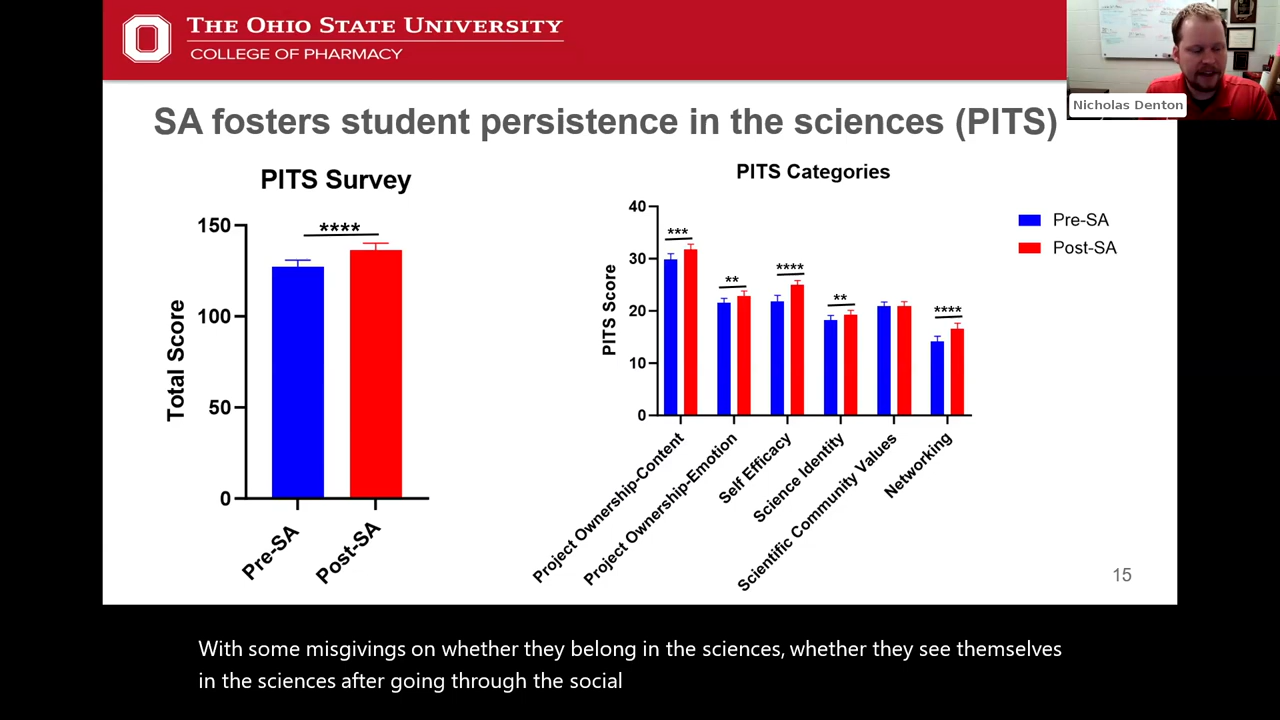 THE OHIO STATE UNIVERSITY
COLLEGE OF PHARMACY
Nicholas Denton
SA fosters student persistence in the sciences (PITS)
PITS Survey
150
100
50
0
Total Score
****
Pre-SA
Post-SA
PITS Categories
40
30
20
10
0
PITS Score
***
**
****
**
****
Project Ownership-Content
Project Ownership-Emotion
Self Efficacy
Science Identity
Scientific Community Values
Networking
Pre-SA
Post-SA
15
With some misgivings on whether they belong in the sciences, whether they see themselves
in the sciences after going through the social